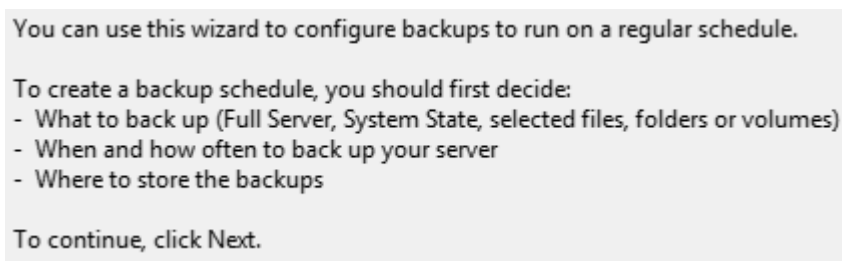 You can use this wizard to configure backups to run on a regular schedule.
To create a backup schedule, you should first decide:
- What to back up (Full Server, System State, selected files, folders or volumes)
- When and how often to back up your server
- Where to store the backups
To continue, click Next.